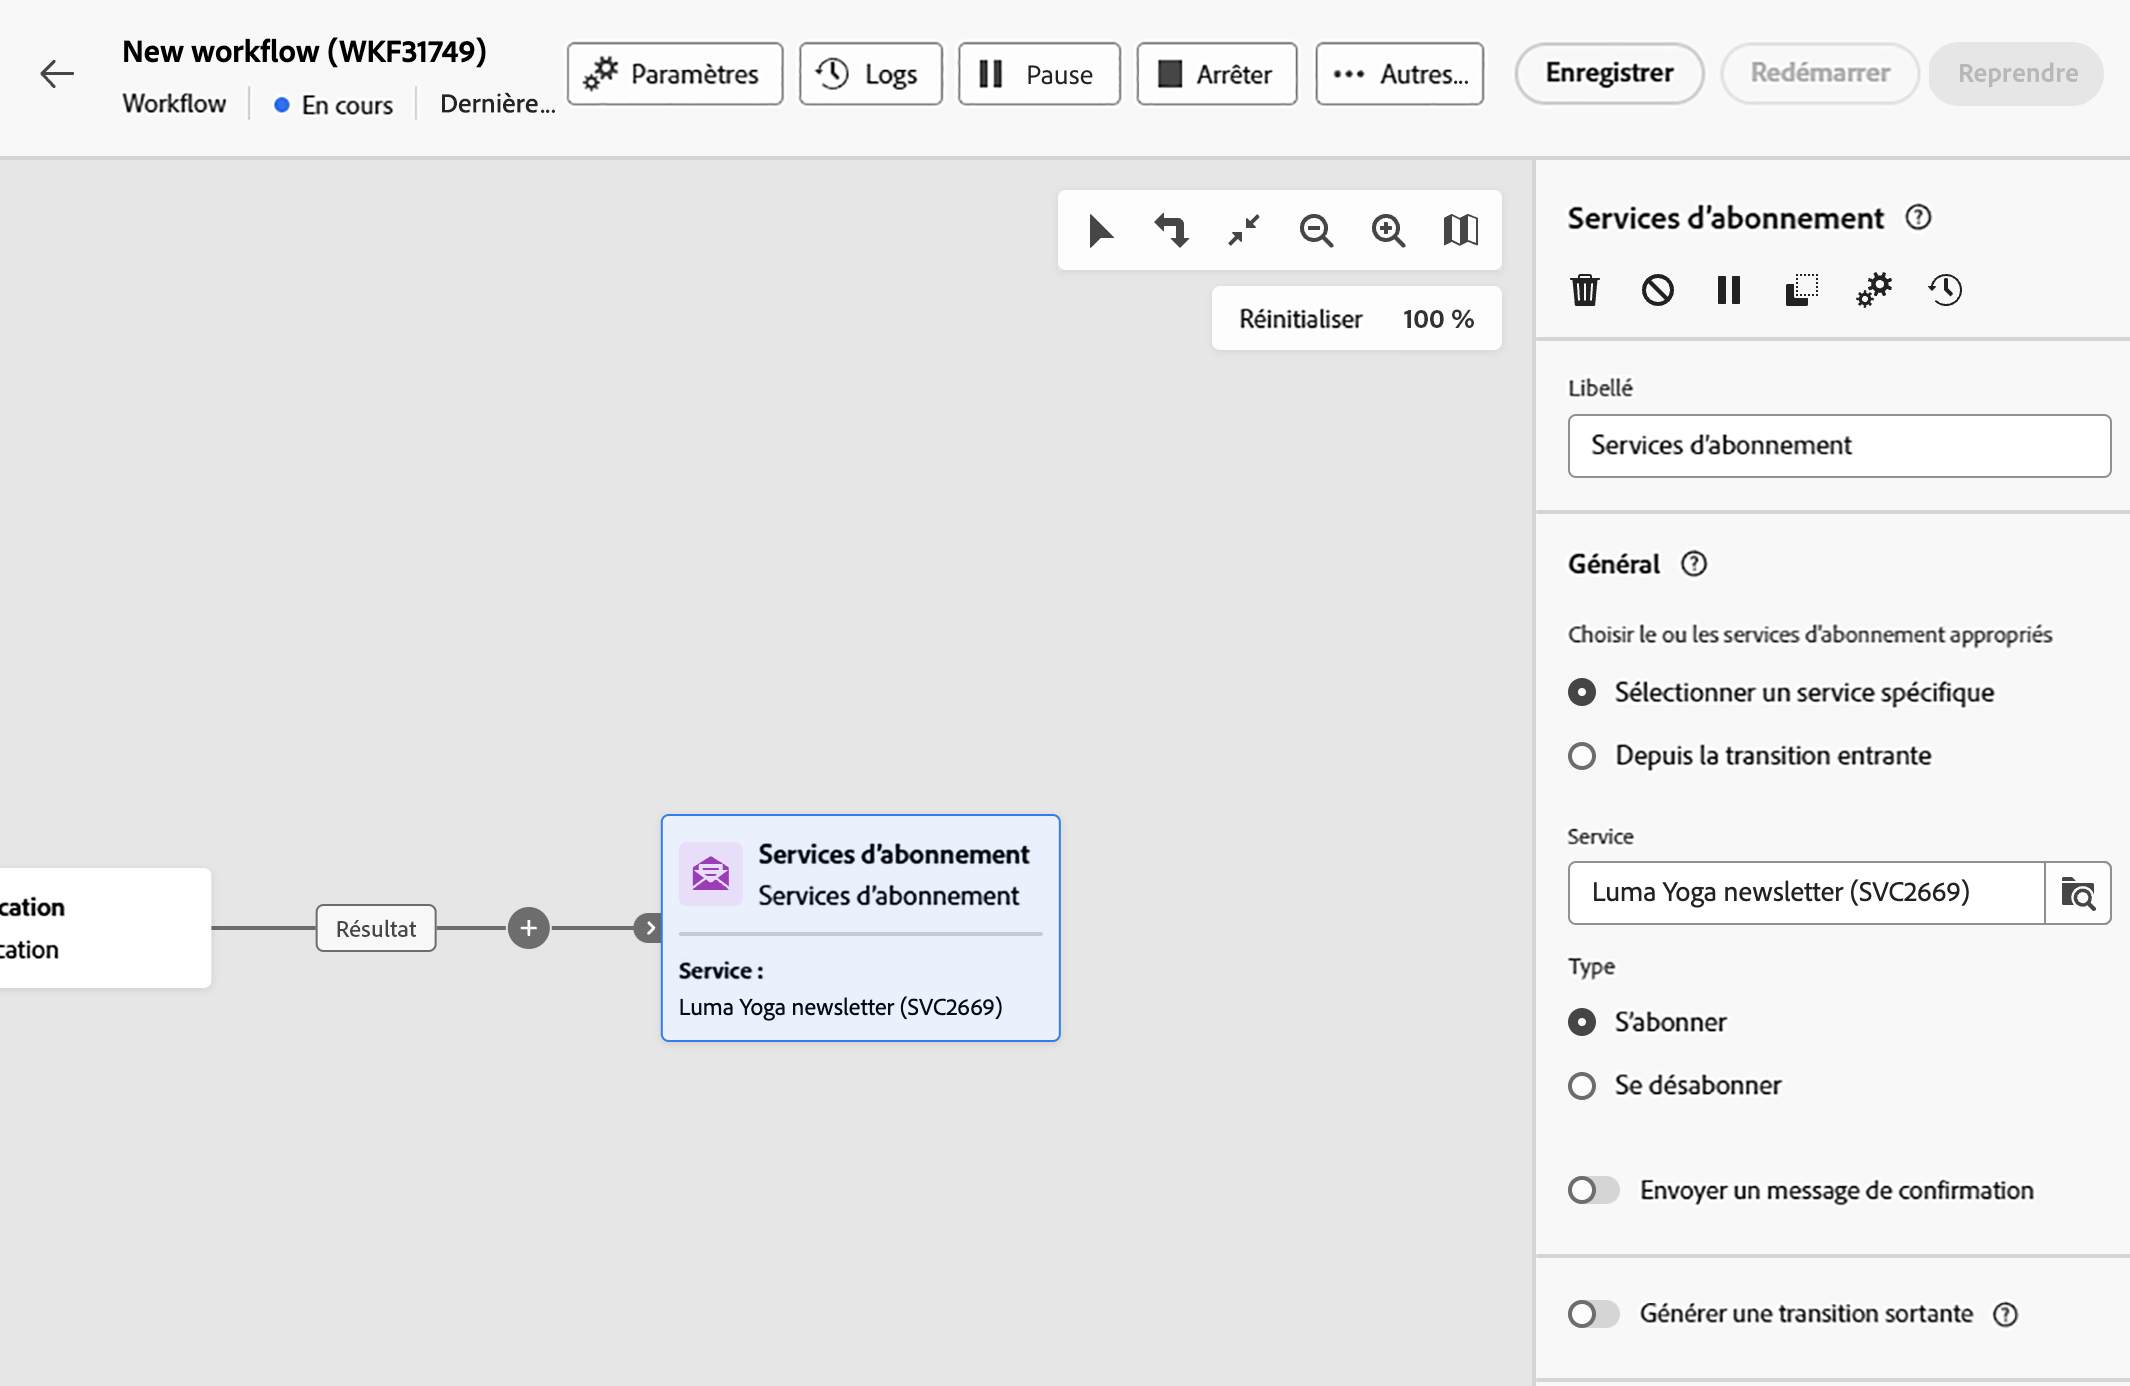 New workflow (WKF31749)
Workflow
En cours
Dernière...
Paramètres
Logs
Pause
Arrêter
Autres...
Enregistrer
Redémarrer
Reprendre
Réinitialiser
100 %
cation
cation
Résultat
Services d'abonnement
Services d'abonnement
Service :
Luma Yoga newsletter (SVC2669)
Services d'abonnement
Libellé
Services d'abonnement
Général
Choisir le ou les services d'abonnement appropriés
Sélectionner un service spécifique
Depuis la transition entrante
Service
Luma Yoga newsletter (SVC2669)
Type
S'abonner
Se désabonner
Envoyer un message de confirmation
Générer une transition sortante